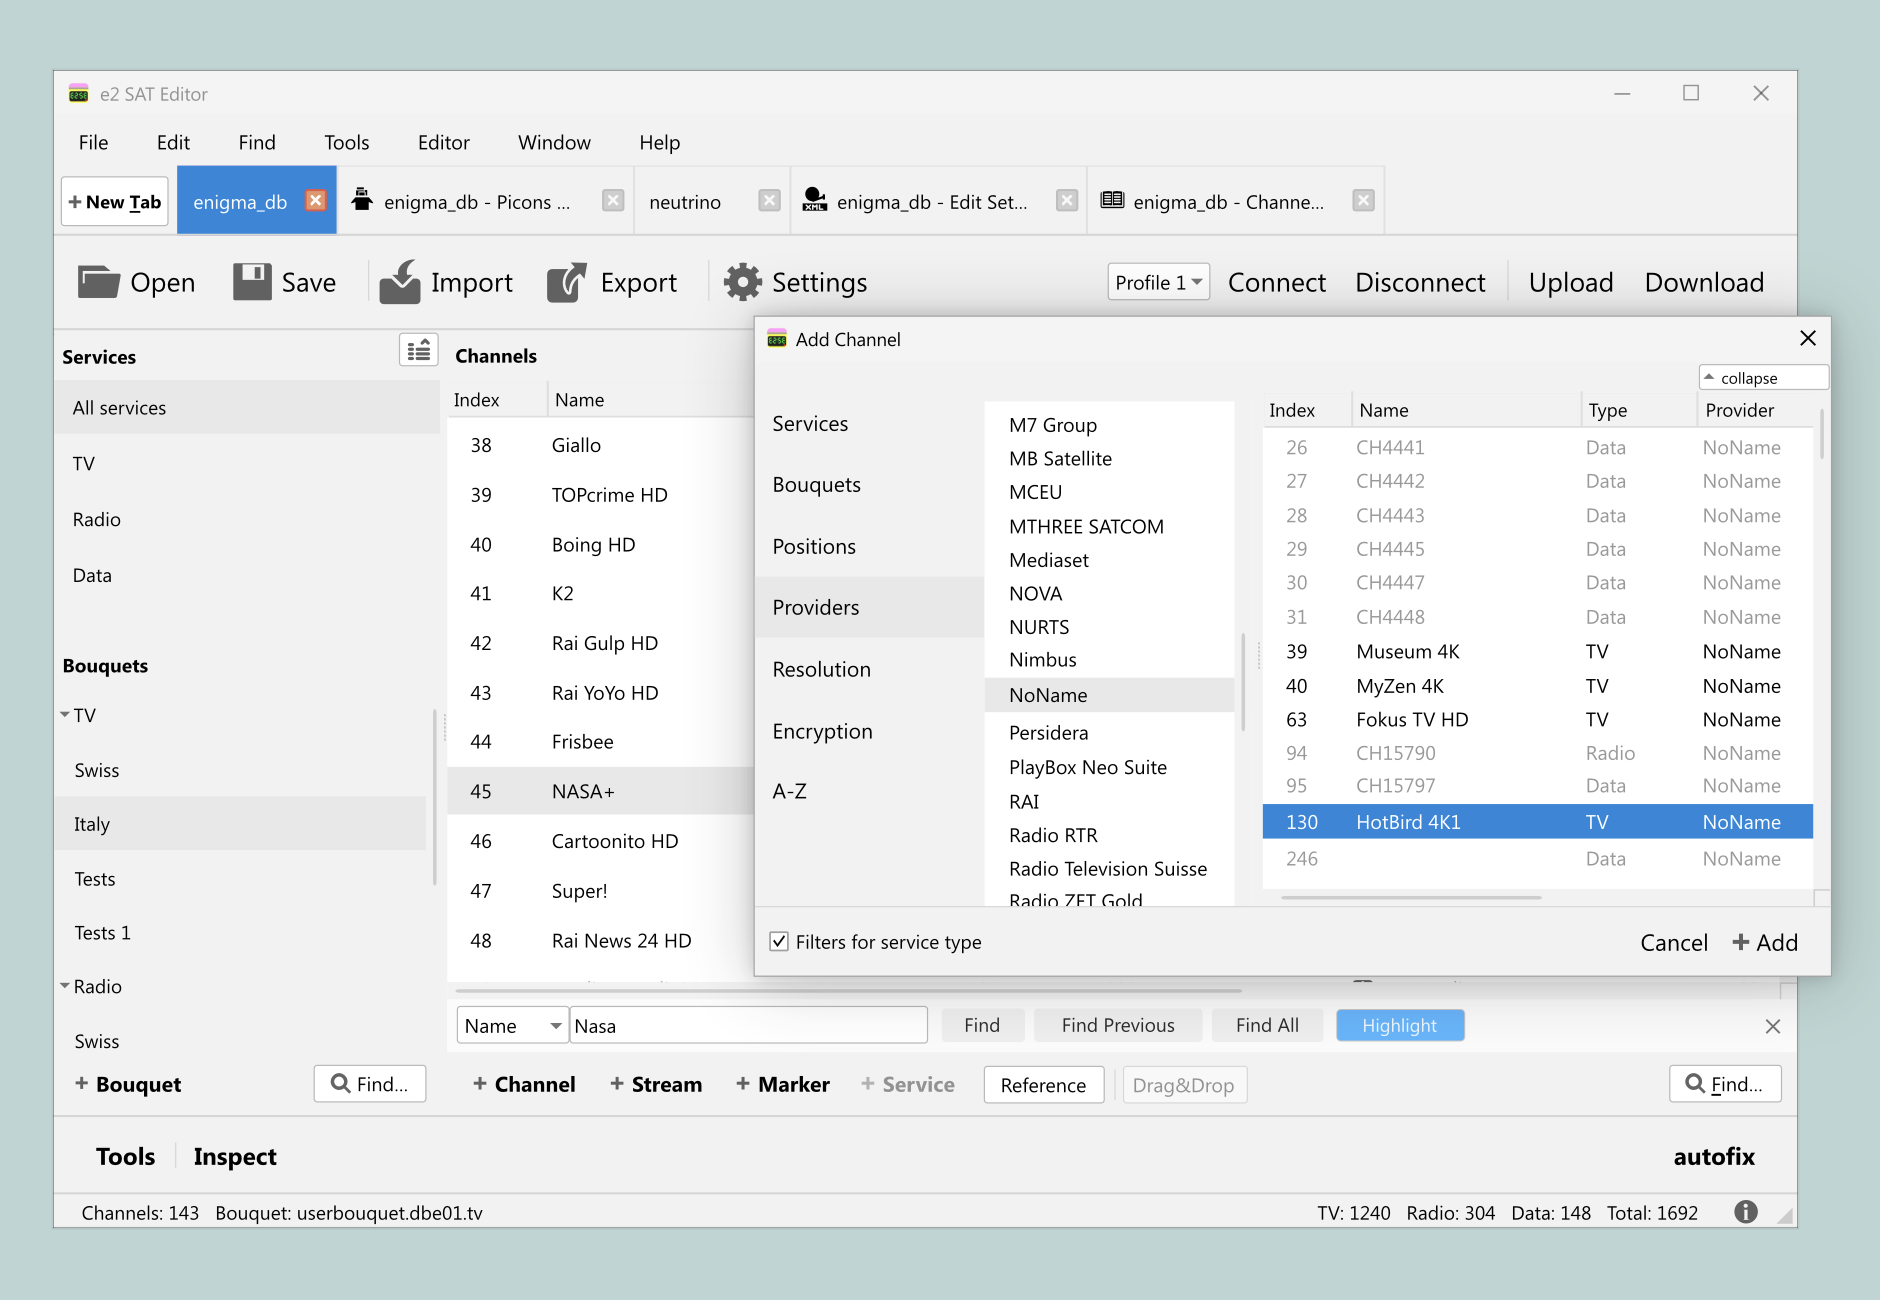 e2 SAT Editor
File Edit Find Tools Editor Window Help
+ New Tab enigma_db enigma_db - Picons ... neutrino enigma_db - Edit Set... enigma_db - Channe...
Open Save Import Export Settings Profile 1 Connect Disconnect Upload Download
Services
All services
TV
Radio
Data
Bouquets
TV
Swiss
Italy
Tests
Tests 1
Radio
Swiss
+ Bouquet Find...
Channels
Index Name
38 Giallo
39 TOPcrime HD
40 Boing HD
41 K2
42 Rai Gulp HD
43 Rai YoYo HD
44 Frisbee
45 NASA+
46 Cartoonito HD
47 Super!
48 Rai News 24 HD
Add Channel
collapse
Services
Bouquets
Positions
Providers
Resolution
Encryption
A-Z
M7 Group
MB Satellite
MCEU
MTHREE SATCOM
Mediaset
NOVA
NURTS
Nimbus
NoName
Persidera
PlayBox Neo Suite
RAI
Radio RTR
Radio Television Suisse
Radio ZET Gold
Index Name Type Provider
26 CH4441 Data NoName
27 CH4442 Data NoName
28 CH4443 Data NoName
29 CH4445 Data NoName
30 CH4447 Data NoName
31 CH4448 Data NoName
39 Museum 4K TV NoName
40 MyZen 4K TV NoName
63 Fokus TV HD TV NoName
94 CH15790 Radio NoName
95 CH15797 Data NoName
130 HotBird 4K1 TV NoName
246 Data NoName
Filters for service type Cancel + Add
Name Nasa Find Find Previous Find All Highlight
+ Channel + Stream + Marker + Service Reference Drag&Drop Find...
Tools Inspect autofix
Channels: 143 Bouquet: userbouquet.dbe01.tv TV: 1240 Radio: 304 Data: 148 Total: 1692